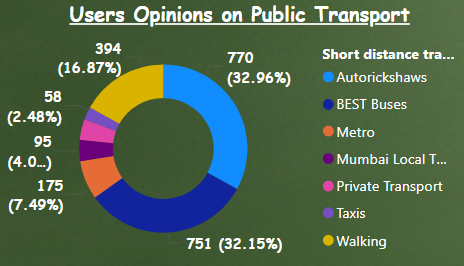 Users Opinions on Public Transport
394
(16.87%)
770
(32.96%)
58
(2.48%)
95
(4.0...)
175
(7.49%)
751 (32.15%)
Short distance tra...
Autorickshaws
BEST Buses
Metro
Mumbai Local T...
Private Transport
Taxis
Walking